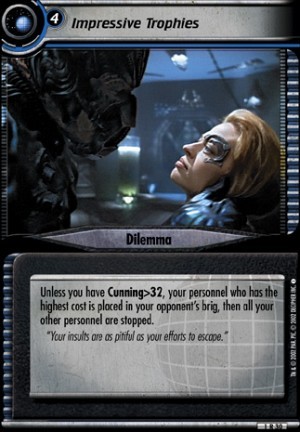 4 Impressive Trophies
Dilemma
Unless you have Cunning>32, your personnel who has the
highest cost is placed in your opponent's brig, then all your
other personnel are stopped.
"Your insults are as pitiful as your efforts to escape."